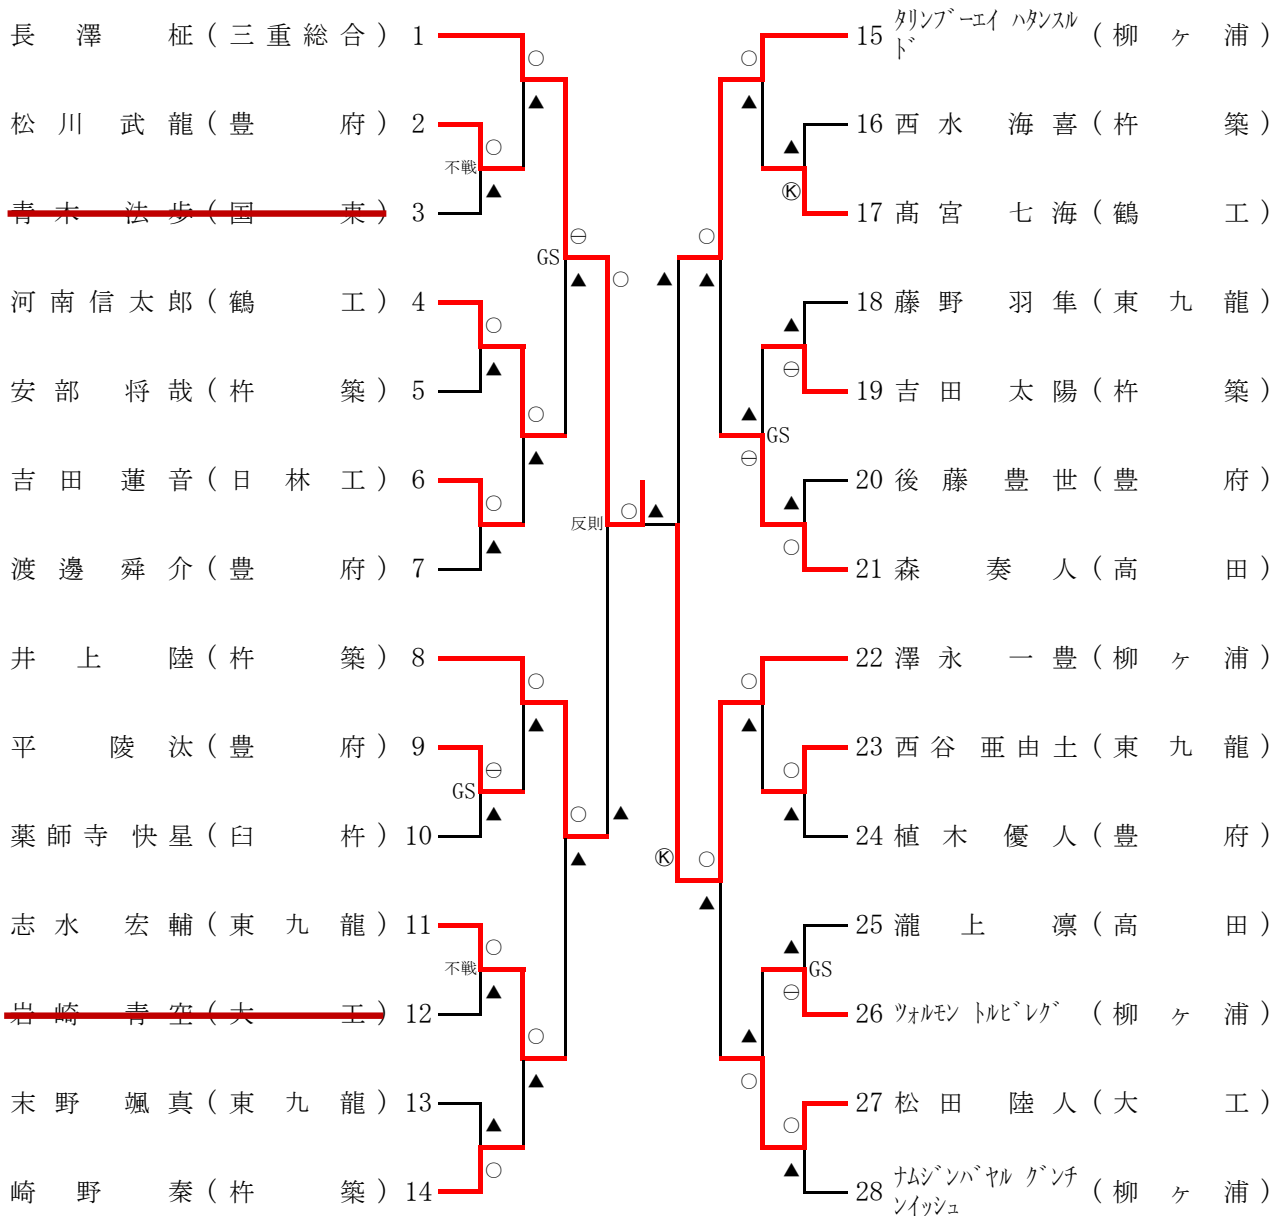 長澤 柾 (三重総合) 1
松川 武龍 (豊府) 2
不戦
青木 法歩 (国東) 3
河南信太郎 (鶴工) 4
安部 将哉 (杵築) 5
吉田 蓮音 (日林工) 6
渡邊 舜介 (豊府) 7
井上 陸 (杵築) 8
平 陵汰 (豊府) 9
GS
薬師寺 快星 (臼杵) 10
志水 宏輔 (東九龍) 11
不戦
岩崎 青空 (大工) 12
末野 颯真 (東九龍) 13
崎野 秦 (杵築) 14
GS
反則
○ ▲
Ⓚ
15 タリンブーエイ ハタンスルド (柳ヶ浦)
16 西水 海喜 (杵築)
Ⓚ
17 髙宮 七海 (鶴工)
18 藤野 羽隼 (東九龍)
19 吉田 太陽 (杵築)
GS
20 後藤 豊世 (豊府)
21 森 奏人 (高田)
22 澤永 一豊 (柳ヶ浦)
23 西谷 亜由土 (東九龍)
24 植木 優人 (豊府)
25 瀧上 凛 (高田)
GS
26 ツォルモン トルビレグ (柳ヶ浦)
27 松田 陸人 (大工)
28 ナムジンバヤル グンチンイッシュ (柳ヶ浦)